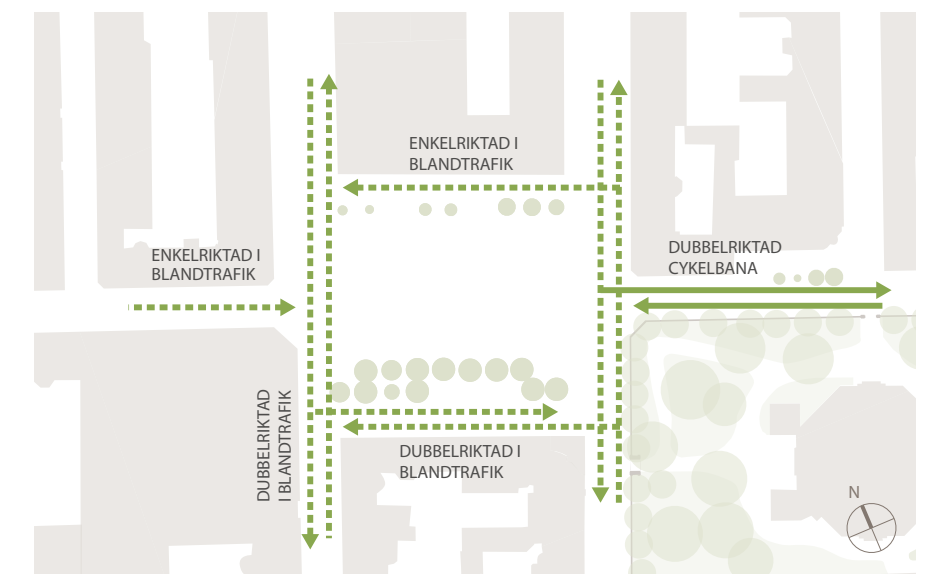 ENKELRIKTAD I
BLANDTRAFIK
ENKELRIKTAD I
BLANDTRAFIK
DUBBELRIKTAD
CYKELBANA
DUBBELRIKTAD
I BLANDTRAFIK
DUBBELRIKTAD I
BLANDTRAFIK
N